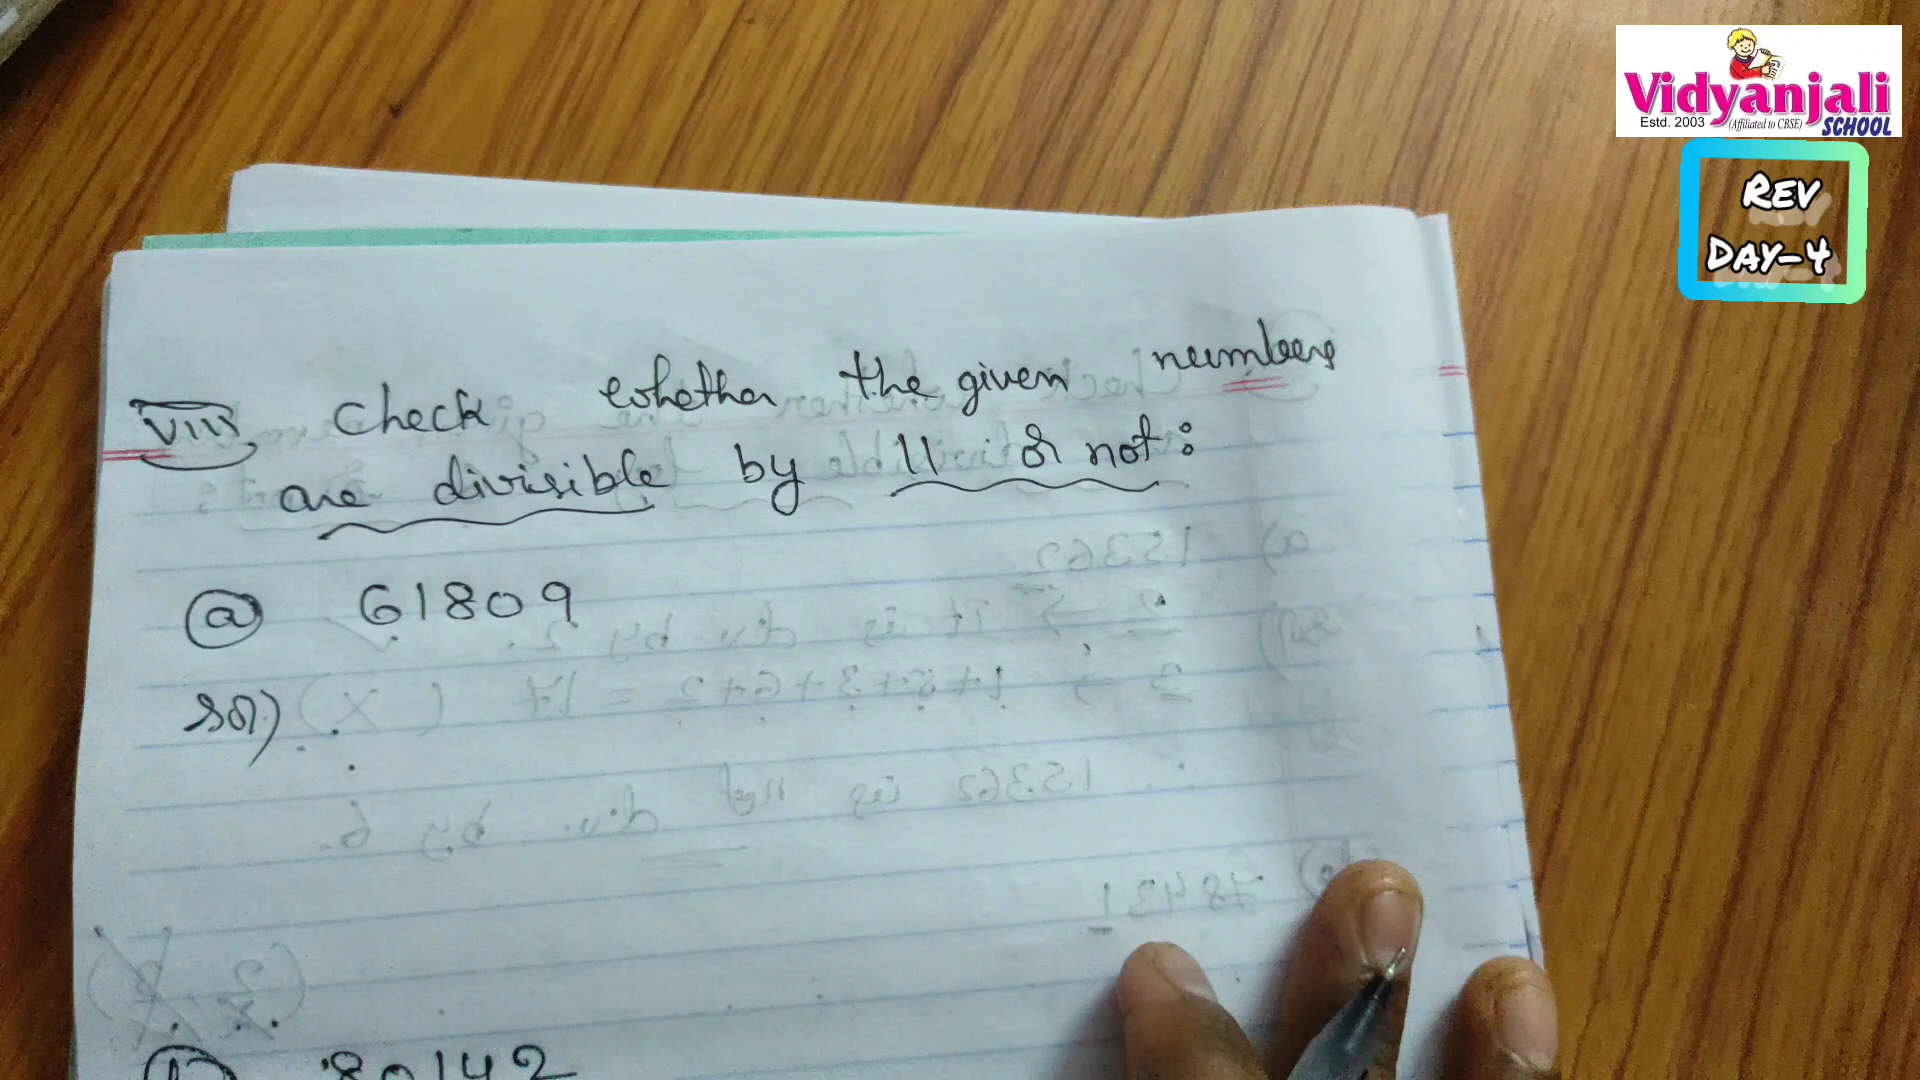 Vidyanjali
Estd. 2003 (Affiliated to CBSE) SCHOOL
REV
DAY-4
viii) Check whether the given numbers
are divisible by 11 or not:
a 61809
Sol)
80142